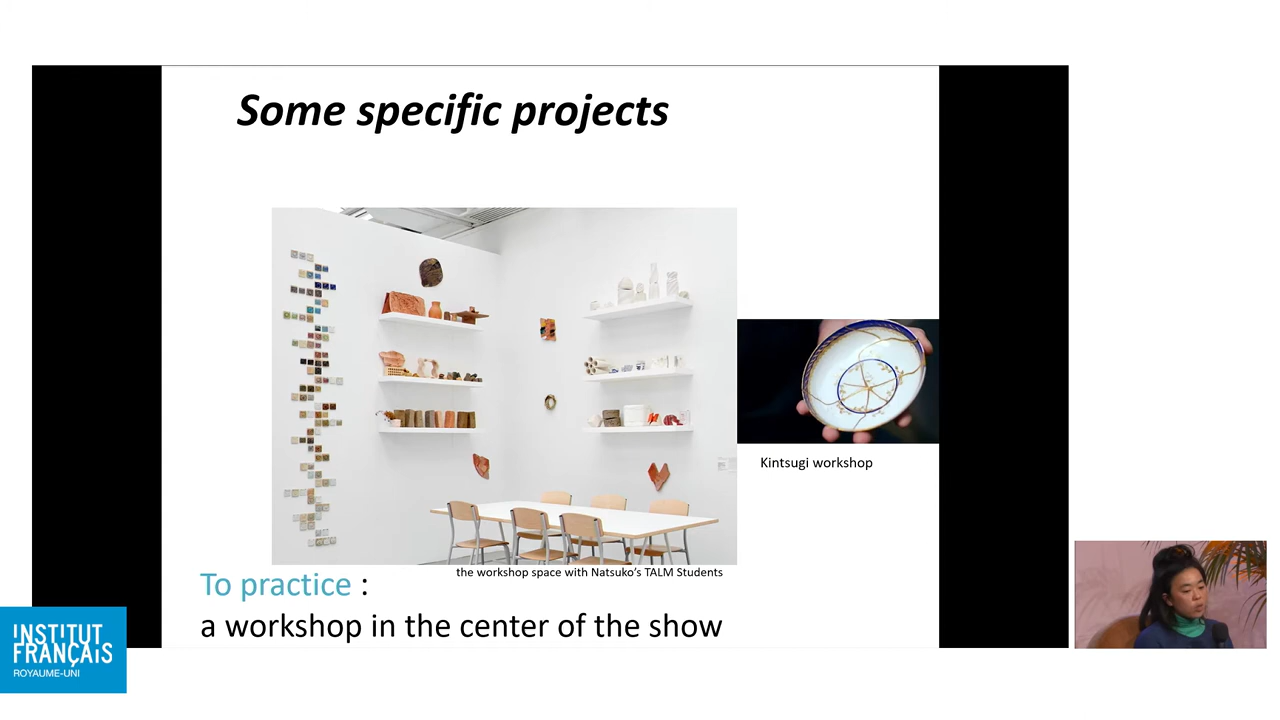 Some specific projects
Kintsugi workshop
the workshop space with Natsuko's TALM Students
To practice :
a workshop in the center of the show
INSTITUT
FRANÇAIS
ROYAUME-UNI